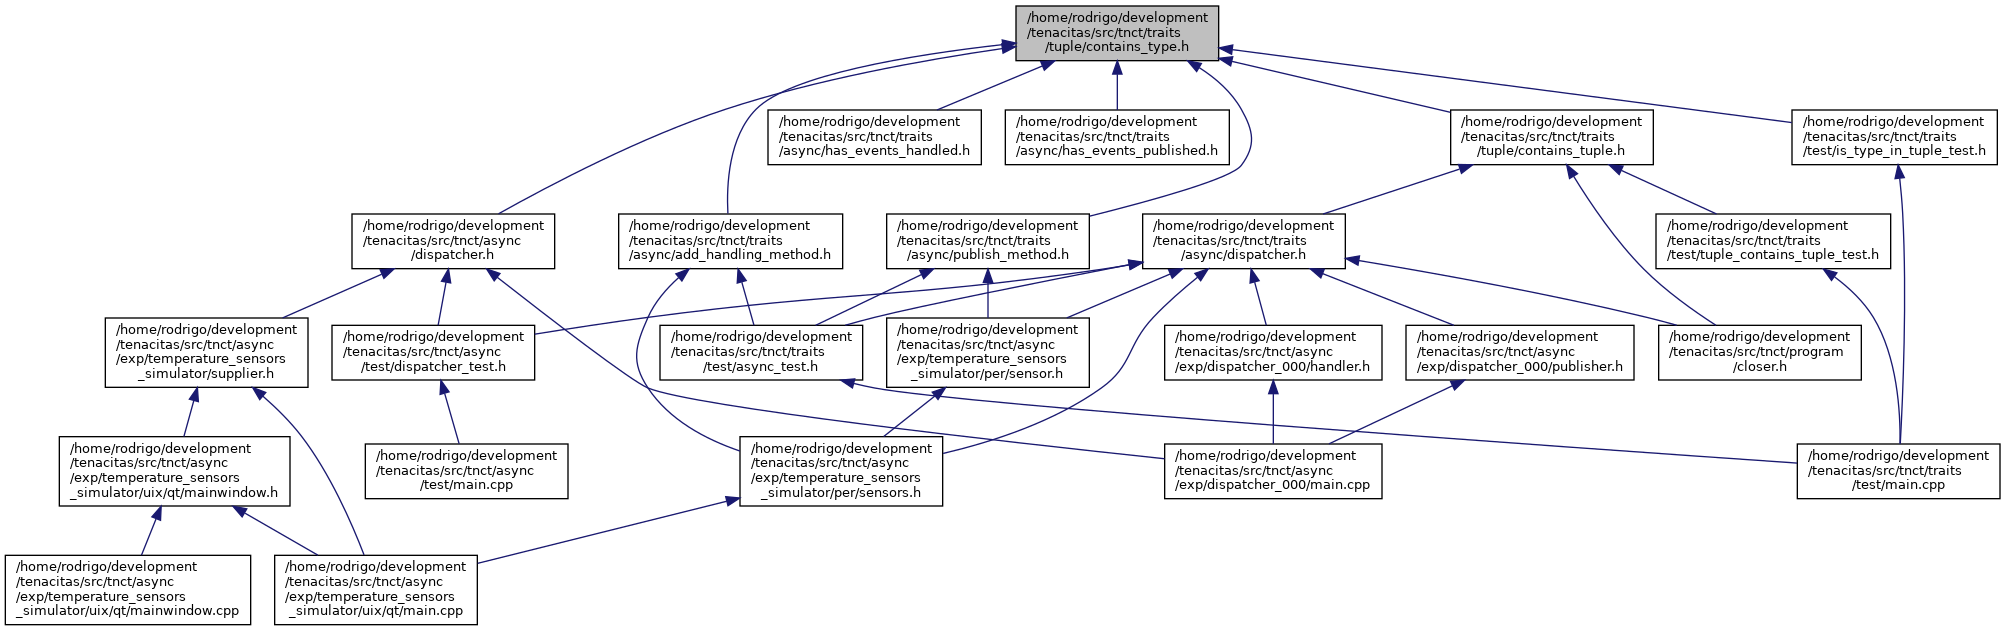 /home/rodrigo/development
/tenacitas/src/tnct/traits
/tuple/contains_type.h
/home/rodrigo/development
/tenacitas/src/tnct/traits
/async/has_events_handled.h
/home/rodrigo/development
/tenacitas/src/tnct/traits
/async/has_events_published.h
/home/rodrigo/development
/tenacitas/src/tnct/traits
/tuple/contains_tuple.h
/home/rodrigo/development
/tenacitas/src/tnct/traits
/test/is_type_in_tuple_test.h
/home/rodrigo/development
/tenacitas/src/tnct/async
/dispatcher.h
/home/rodrigo/development
/tenacitas/src/tnct/traits
/async/add_handling_method.h
/home/rodrigo/development
/tenacitas/src/tnct/traits
/async/publish_method.h
/home/rodrigo/development
/tenacitas/src/tnct/traits
/async/dispatcher.h
/home/rodrigo/development
/tenacitas/src/tnct/traits
/test/tuple_contains_tuple_test.h
/home/rodrigo/development
/tenacitas/src/tnct/async
/exp/temperature_sensors
_simulator/supplier.h
/home/rodrigo/development
/tenacitas/src/tnct/async
/test/dispatcher_test.h
/home/rodrigo/development
/tenacitas/src/tnct/traits
/test/async_test.h
/home/rodrigo/development
/tenacitas/src/tnct/async
/exp/temperature_sensors
_simulator/per/sensor.h
/home/rodrigo/development
/tenacitas/src/tnct/async
/exp/dispatcher_000/handler.h
/home/rodrigo/development
/tenacitas/src/tnct/async
/exp/dispatcher_000/publisher.h
/home/rodrigo/development
/tenacitas/src/tnct/program
/closer.h
/home/rodrigo/development
/tenacitas/src/tnct/async
/exp/temperature_sensors
_simulator/uix/qt/mainwindow.h
/home/rodrigo/development
/tenacitas/src/tnct/async
/test/main.cpp
/home/rodrigo/development
/tenacitas/src/tnct/async
/exp/temperature_sensors
_simulator/per/sensors.h
/home/rodrigo/development
/tenacitas/src/tnct/async
/exp/dispatcher_000/main.cpp
/home/rodrigo/development
/tenacitas/src/tnct/traits
/test/main.cpp
/home/rodrigo/development
/tenacitas/src/tnct/async
/exp/temperature_sensors
_simulator/uix/qt/mainwindow.cpp
/home/rodrigo/development
/tenacitas/src/tnct/async
/exp/temperature_sensors
_simulator/uix/qt/main.cpp